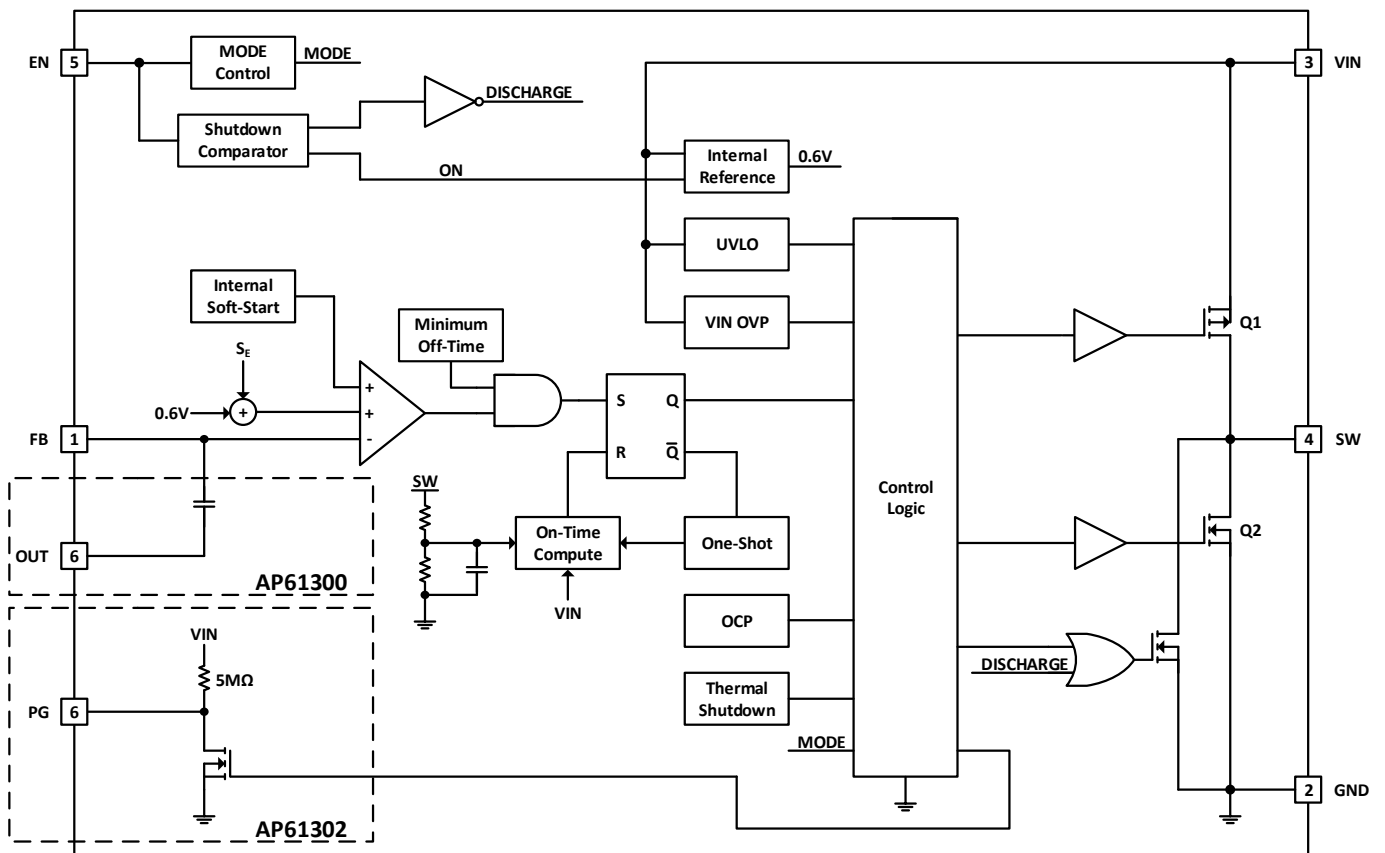 EN
5
MODE
Control
MODE
3
VIN
DISCHARGE
Shutdown
Comparator
ON
Internal
Reference
0.6V
UVLO
Internal
Soft-Start
VIN OVP
Minimum
Off-Time
Q1
SE
+
0.6V
+
+
-
S
Q
R
Q̅
FB
1
4
SW
SW
Control
Logic
On-Time
Compute
One-Shot
Q2
OUT
6
AP61300
VIN
OCP
VIN
5MΩ
DISCHARGE
PG
6
Thermal
Shutdown
MODE
2
GND
AP61302